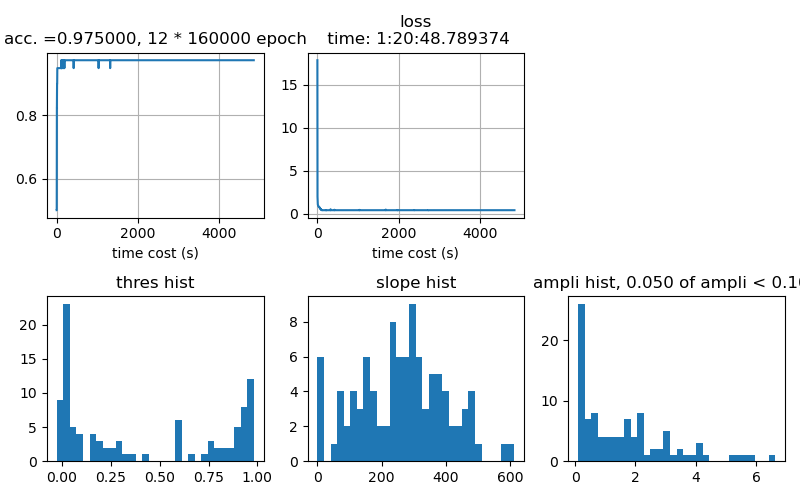 loss
acc. =0.975000, 12 * 160000 epoch
time: 1:20:48.789374
0.8
0.6
0 2000 4000
time cost (s)
15
10
5
0
0 2000 4000
time cost (s)
thres hist
20
15
10
5
0
0.00 0.25 0.50 0.75 1.00
slope hist
8
6
4
2
0
0 200 400 600
ampli hist, 0.050 of ampli < 0.10
20
10
0
0 2 4 6